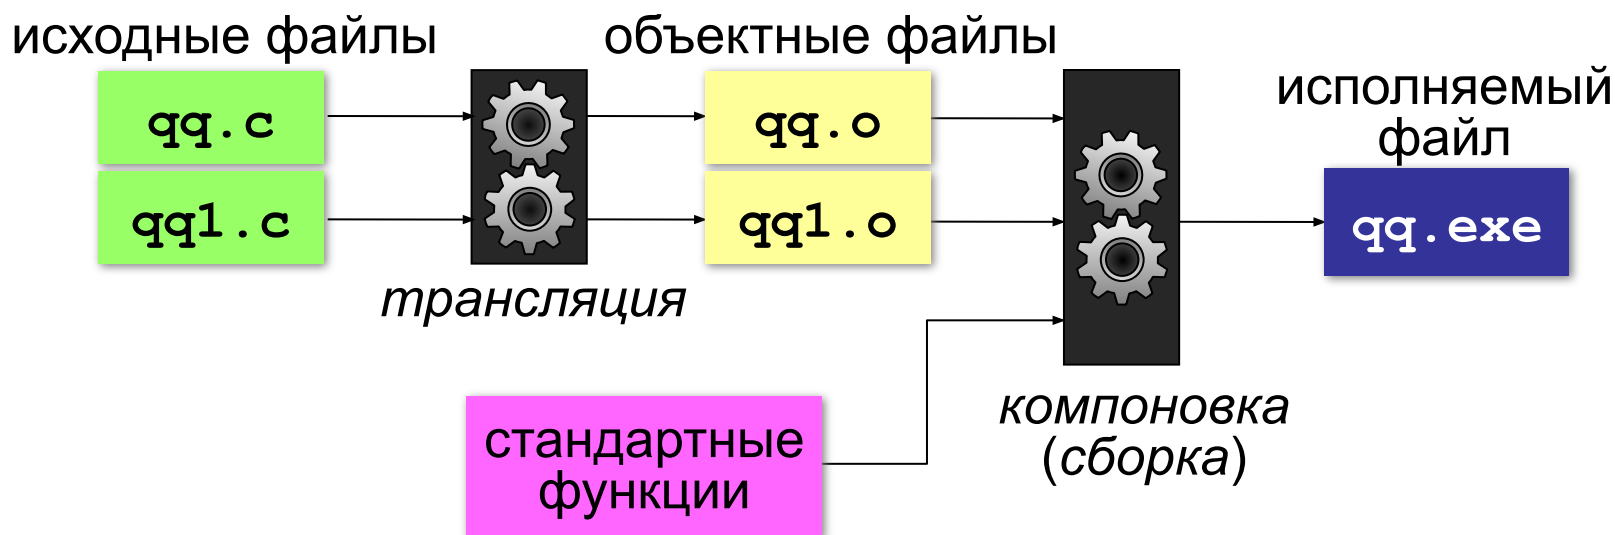 исходные файлы
объектные файлы
исполняемый
файл
qq.c
qq.o
qq1.c
qq1.o
qq.exe
трансляция
компоновка
(сборка)
стандартные
функции